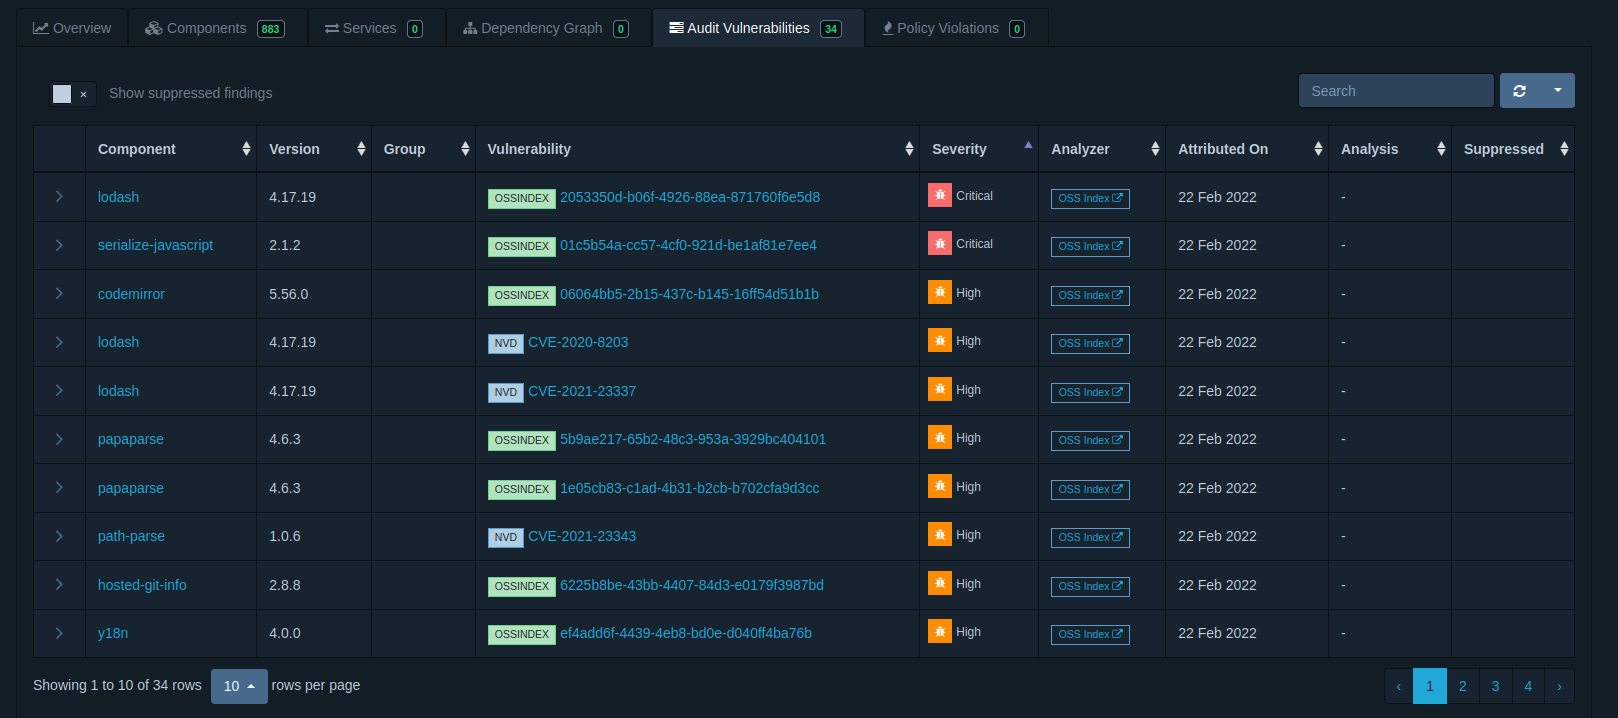 Overview Components 883 Services 0 Dependency Graph 0 Audit Vulnerabilities 34 Policy Violations 0
× Show suppressed findings Search
Component Version Group Vulnerability Severity Analyzer Attributed On Analysis Suppressed
lodash 4.17.19 OSSINDEX 2053350d-b06f-4926-88ea-871760f6e5d8 Critical OSS Index 22 Feb 2022 -
serialize-javascript 2.1.2 OSSINDEX 01c5b54a-cc57-4cf0-921d-be1af81e7ee4 Critical OSS Index 22 Feb 2022 -
codemirror 5.56.0 OSSINDEX 06064bb5-2b15-437c-b145-16ff54d51b1b High OSS Index 22 Feb 2022 -
lodash 4.17.19 NVD CVE-2020-8203 High OSS Index 22 Feb 2022 -
lodash 4.17.19 NVD CVE-2021-23337 High OSS Index 22 Feb 2022 -
papaparse 4.6.3 OSSINDEX 5b9ae217-65b2-48c3-953a-3929bc404101 High OSS Index 22 Feb 2022 -
papaparse 4.6.3 OSSINDEX 1e05cb83-c1ad-4b31-b2cb-b702cfa9d3cc High OSS Index 22 Feb 2022 -
path-parse 1.0.6 NVD CVE-2021-23343 High OSS Index 22 Feb 2022 -
hosted-git-info 2.8.8 OSSINDEX 6225b8be-43bb-4407-84d3-e0179f3987bd High OSS Index 22 Feb 2022 -
y18n 4.0.0 OSSINDEX ef4add6f-4439-4eb8-bd0e-d040ff4ba76b High OSS Index 22 Feb 2022 -
Showing 1 to 10 of 34 rows 10 rows per page ‹ 1 2 3 4 ›